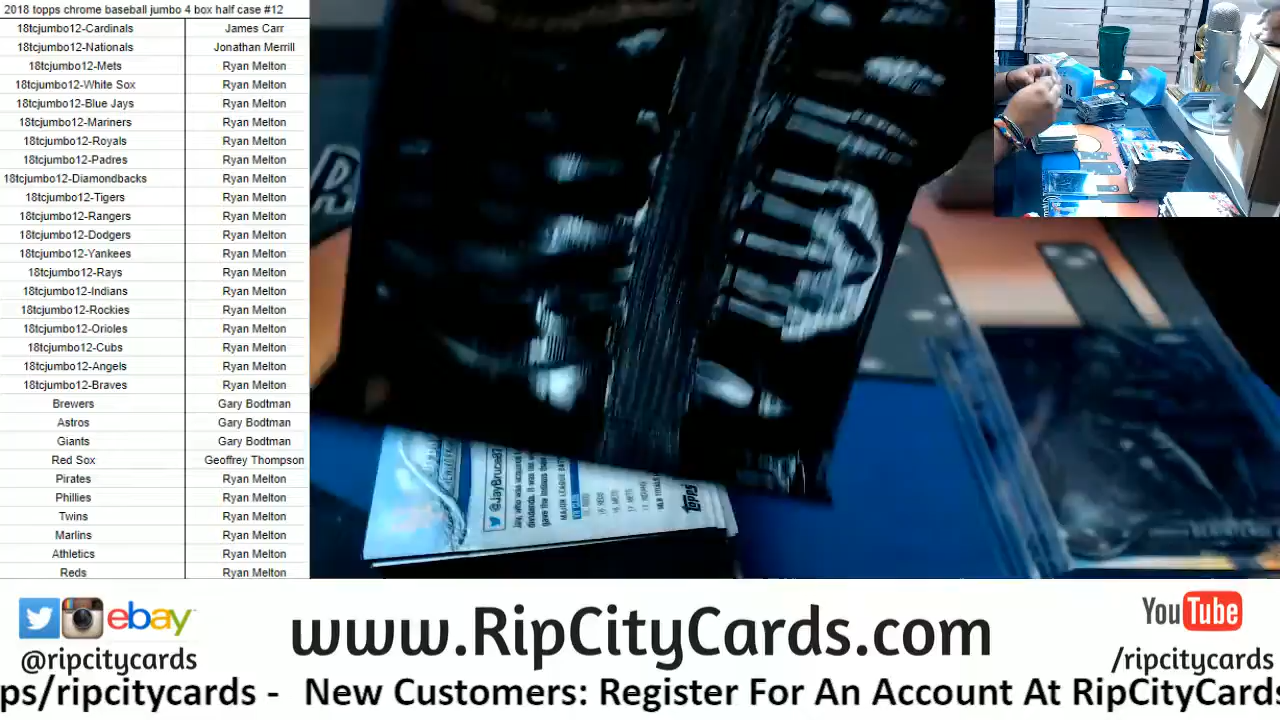 2018 topps chrome baseball jumbo 4 box half case #12
18tcjumbo12-Cardinals James Carr
18tcjumbo12-Nationals Jonathan Merrill
18tcjumbo12-Mets Ryan Melton
18tcjumbo12-White Sox Ryan Melton
18tcjumbo12-Blue Jays Ryan Melton
18tcjumbo12-Mariners Ryan Melton
18tcjumbo12-Royals Ryan Melton
18tcjumbo12-Padres Ryan Melton
18tcjumbo12-Diamondbacks Ryan Melton
18tcjumbo12-Tigers Ryan Melton
18tcjumbo12-Rangers Ryan Melton
18tcjumbo12-Dodgers Ryan Melton
18tcjumbo12-Yankees Ryan Melton
18tcjumbo12-Rays Ryan Melton
18tcjumbo12-Indians Ryan Melton
18tcjumbo12-Rockies Ryan Melton
18tcjumbo12-Orioles Ryan Melton
18tcjumbo12-Cubs Ryan Melton
18tcjumbo12-Angels Ryan Melton
18tcjumbo12-Braves Ryan Melton
Brewers Gary Bodtman
Astros Gary Bodtman
Giants Gary Bodtman
Red Sox Geoffrey Thompson
Pirates Ryan Melton
Phillies Ryan Melton
Twins Ryan Melton
Marlins Ryan Melton
Athletics Ryan Melton
Reds Ryan Melton
@JayBruce87
Topps
ebay
@ripcitycards
www.RipCityCards.com
YouTube
/ripcitycards
ps/ripcitycards - New Customers: Register For An Account At RipCityCards